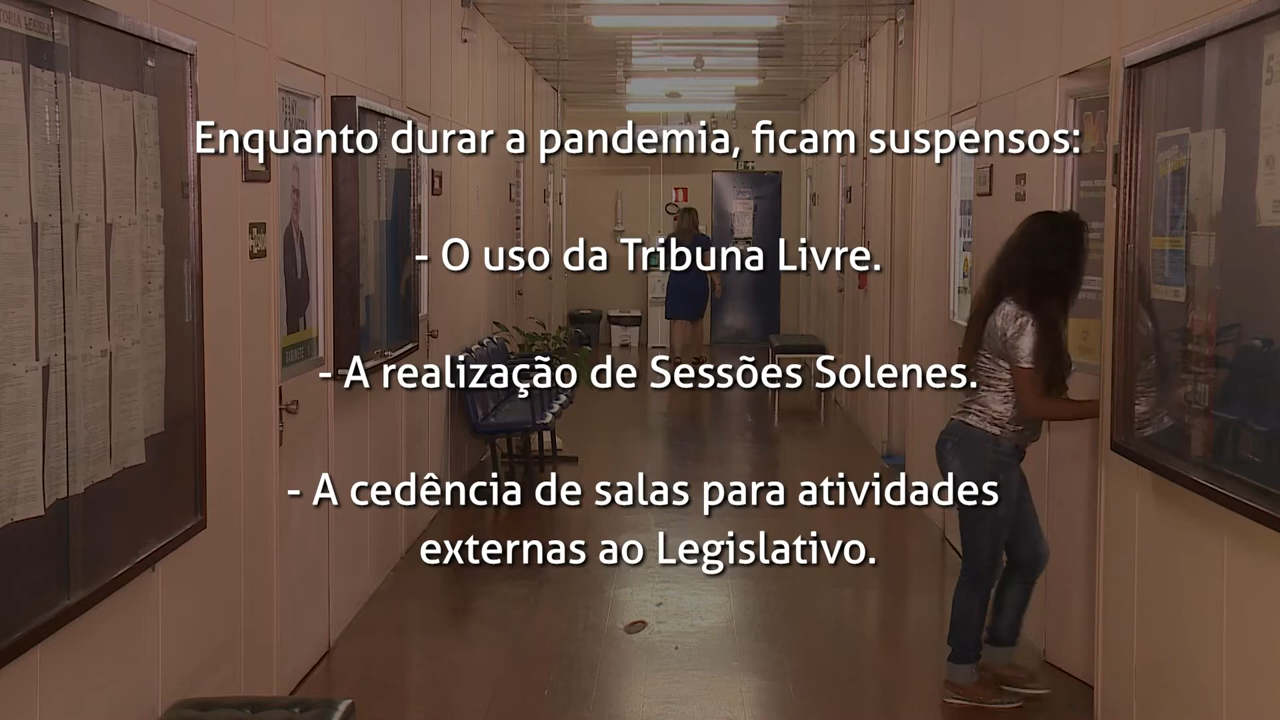 Enquanto durar a pandemia, ficam suspensos:
- O uso da Tribuna Livre.
- A realização de Sessões Solenes.
- A cedência de salas para atividades
externas ao Legislativo.